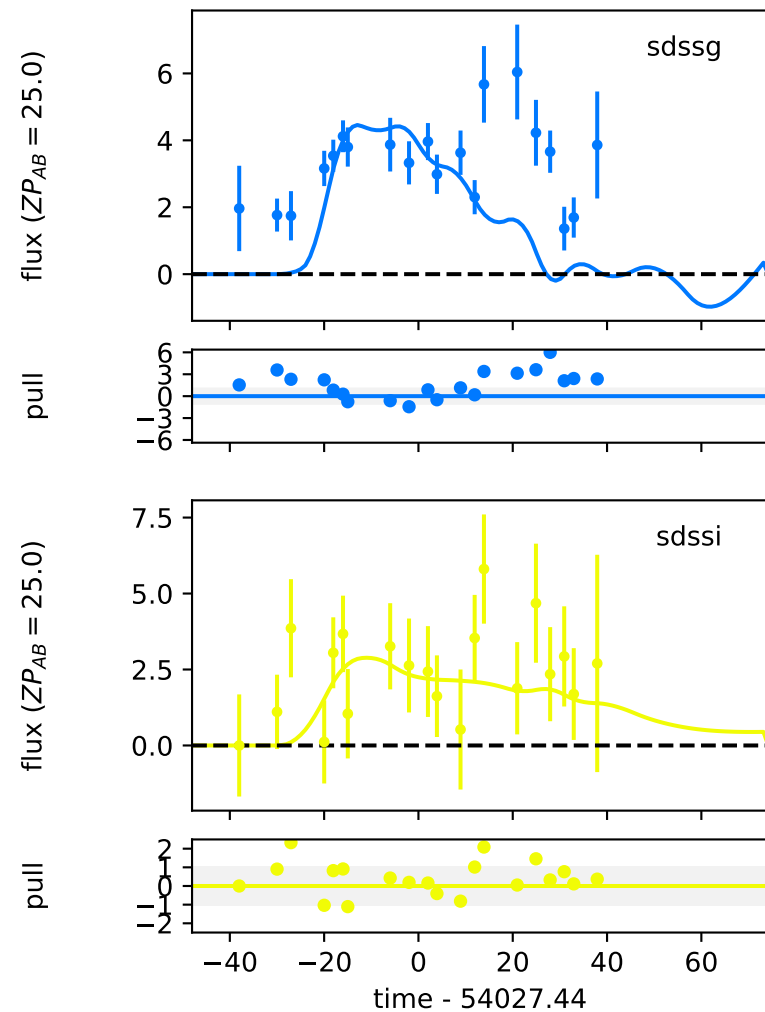 sdssg
flux (ZP_AB = 25.0)
6
4
2
0
pull
6
3
0
−3
−6
sdssi
flux (ZP_AB = 25.0)
7.5
5.0
2.5
0.0
pull
2
1
0
−1
−2
−40 −20 0 20 40 60
time - 54027.44